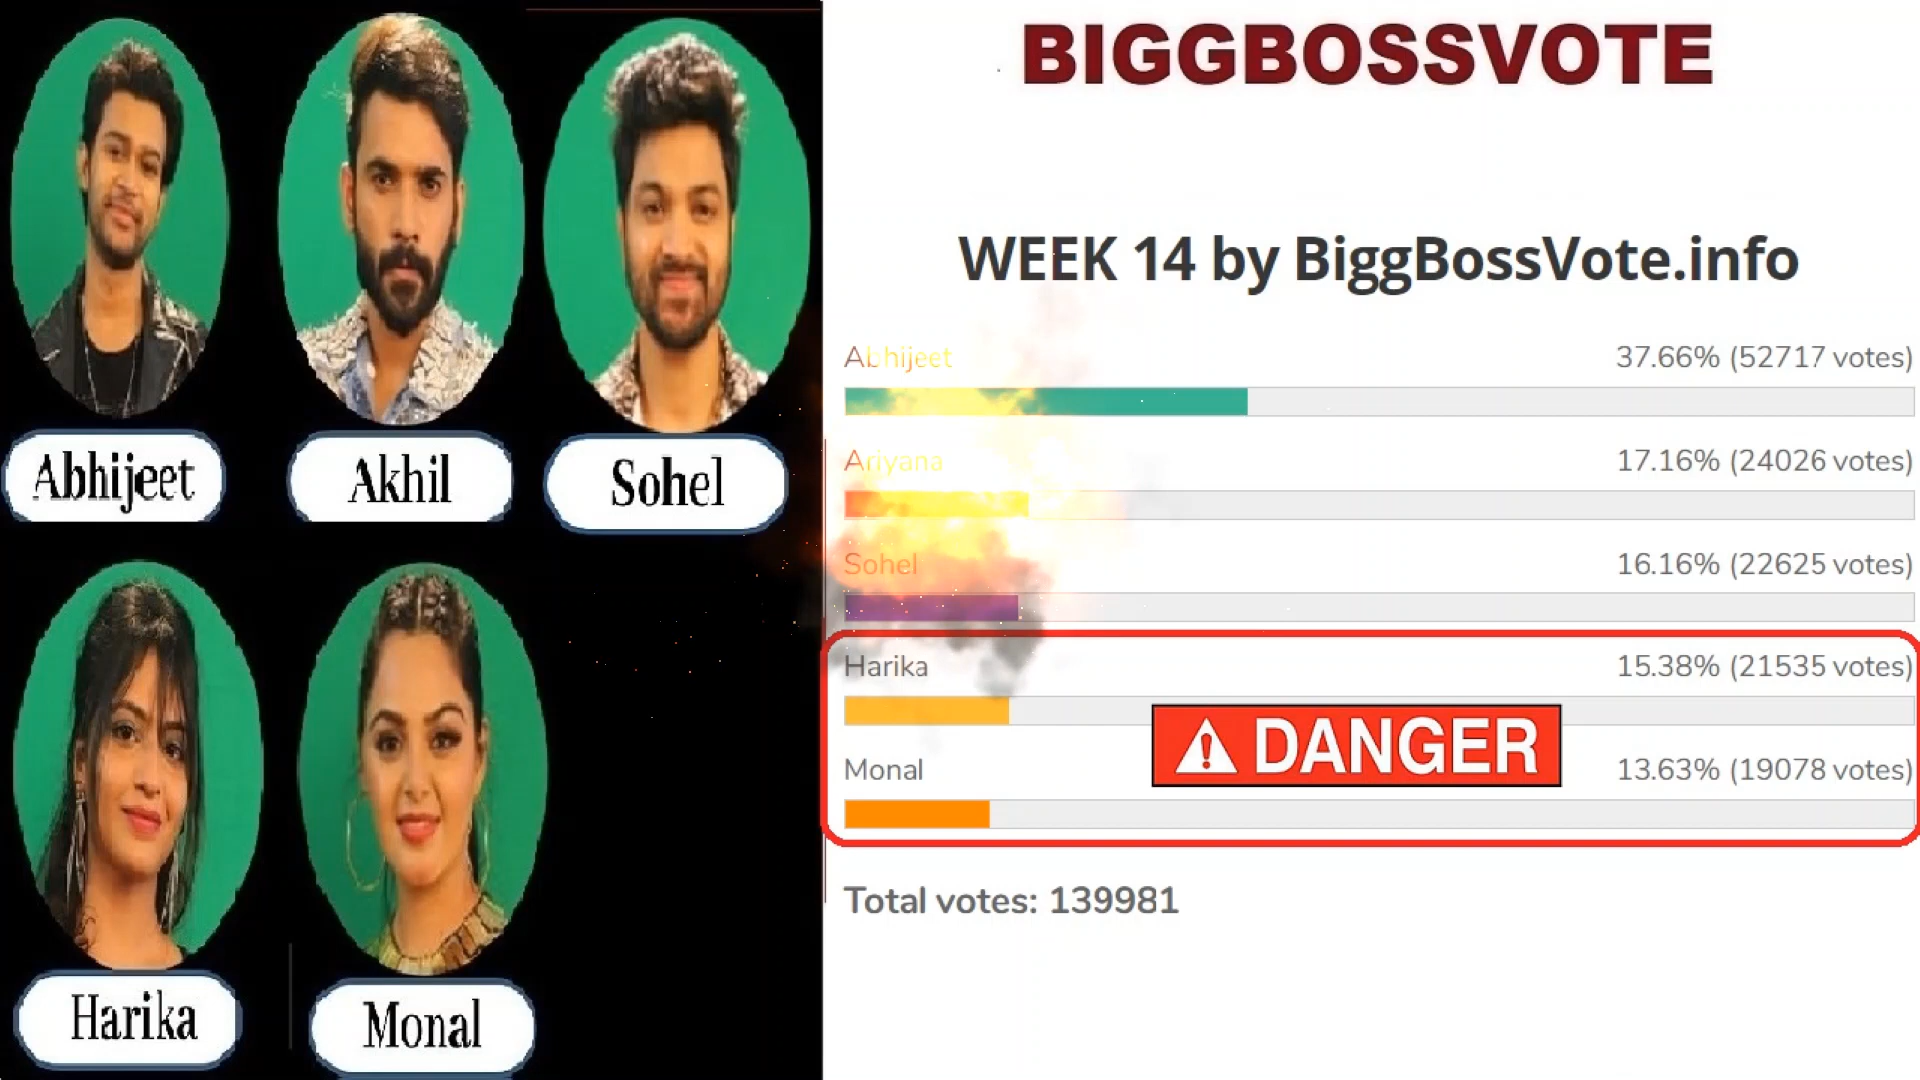 Abhijeet
Akhil
Sohel
Harika
Monal
BIGGBOSSVOTE
WEEK 14 by BiggBossVote.info
Abhijeet 37.66% (52717 votes)
Ariyana 17.16% (24026 votes)
Sohel 16.16% (22625 votes)
Harika 15.38% (21535 votes)
DANGER
Monal 13.63% (19078 votes)
Total votes: 139981